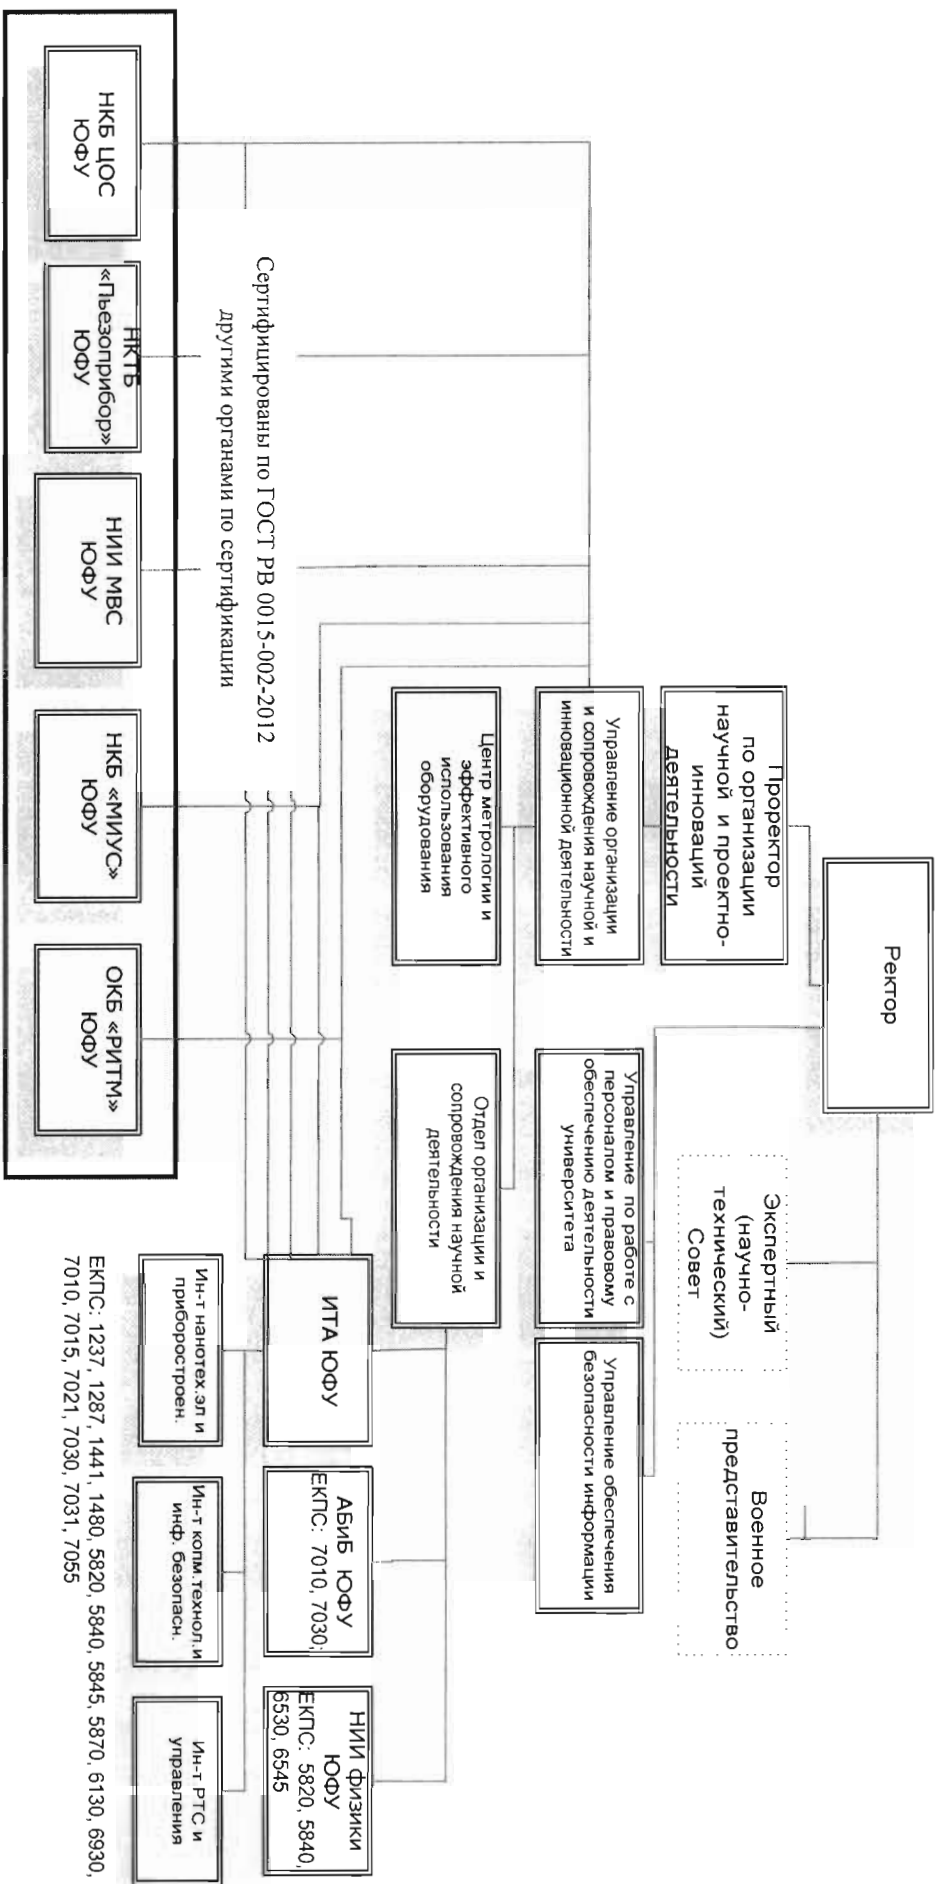 Ректор
Проректор
по организации
научной и проектно-
инноваций
деятельности
Экспертный
(научно-
технический)
Совет
Военное
представительство
Управление организации
и сопровождения научной и
инновационной деятельности
Управление по работе с
персоналом и правовому
обеспечению деятельности
университета
Управление обеспечения
безопасности информации
Центр метрологии и
эффективного
использования
оборудования
Отдел организации и
сопровождения научной
деятельности
Сертифицированы по ГОСТ РВ 0015-002-2012
другими органами по сертификации
ИТА ЮФУ
АБиБ ЮФУ
ЕКПС: 7010, 7030;
НИИ физики
ЮФУ
ЕКПС: 5820, 5840,
6530, 6545
НКБ ЦОС
ЮФУ
НКТБ
«Пьезоприбор»
ЮФУ
НИИ МВС
ЮФУ
НКБ «МИУС»
ЮФУ
ОКБ «РИТМ»
ЮФУ
Ин-т нанотех.эл и
приборостроен.
Ин-т копм.технол.и
инф. безопасн.
Ин-т РТС и
управления
ЕКПС: 1237, 1287, 1441, 1480, 5820, 5840, 5845, 5870, 6130, 6930,
7010, 7015, 7021, 7030, 7031, 7055